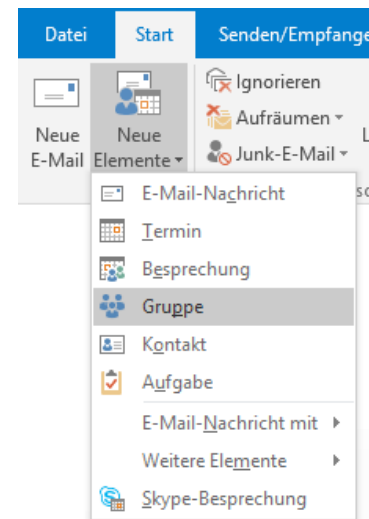 Datei Start Senden/Empfange
Ignorieren
Aufräumen
Junk-E-Mail
Neue Neue
E-Mail Elemente
E-Mail-Nachricht
Termin
Besprechung
Gruppe
Kontakt
Aufgabe
E-Mail-Nachricht mit
Weitere Elemente
Skype-Besprechung